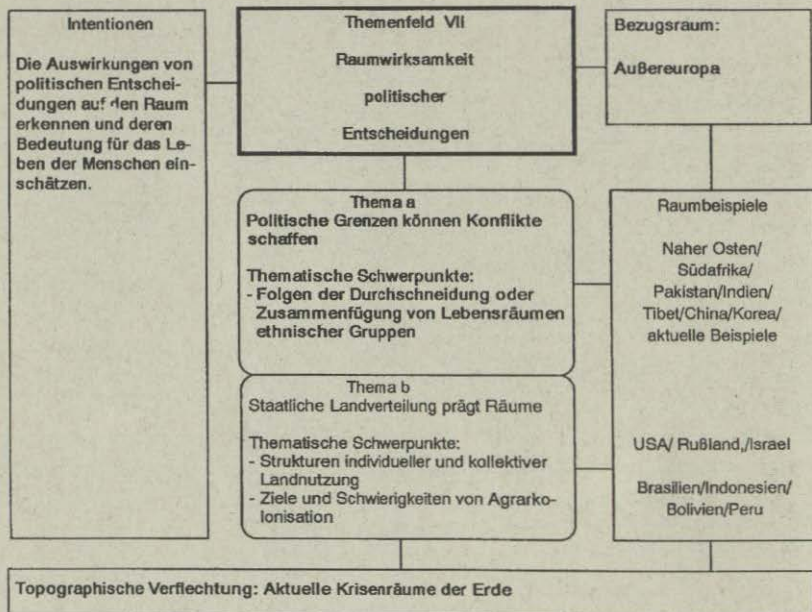 Intentionen
Die Auswirkungen von
politischen Entschei-
dungen auf den Raum
erkennen und deren
Bedeutung für das Le-
ben der Menschen ein-
schätzen.
Themenfeld VII
Raumwirksamkeit
politischer
Entscheidungen
Bezugsraum:
Außereuropa
Thema a
Politische Grenzen können Konflikte
schaffen
Thematische Schwerpunkte:
- Folgen der Durchschneidung oder
Zusammenfügung von Lebensräumen
ethnischer Gruppen
Raumbeispiele
Naher Osten/
Südafrika/
Pakistan/Indien/
Tibet/China/Korea/
aktuelle Beispiele
Thema b
Staatliche Landverteilung prägt Räume
Thematische Schwerpunkte:
- Strukturen individueller und kollektiver
Landnutzung
- Ziele und Schwierigkeiten von Agrarko-
lonisation
USA/ Rußland,/Israel
Brasilien/Indonesien/
Bolivien/Peru
Topographische Verflechtung: Aktuelle Krisenräume der Erde